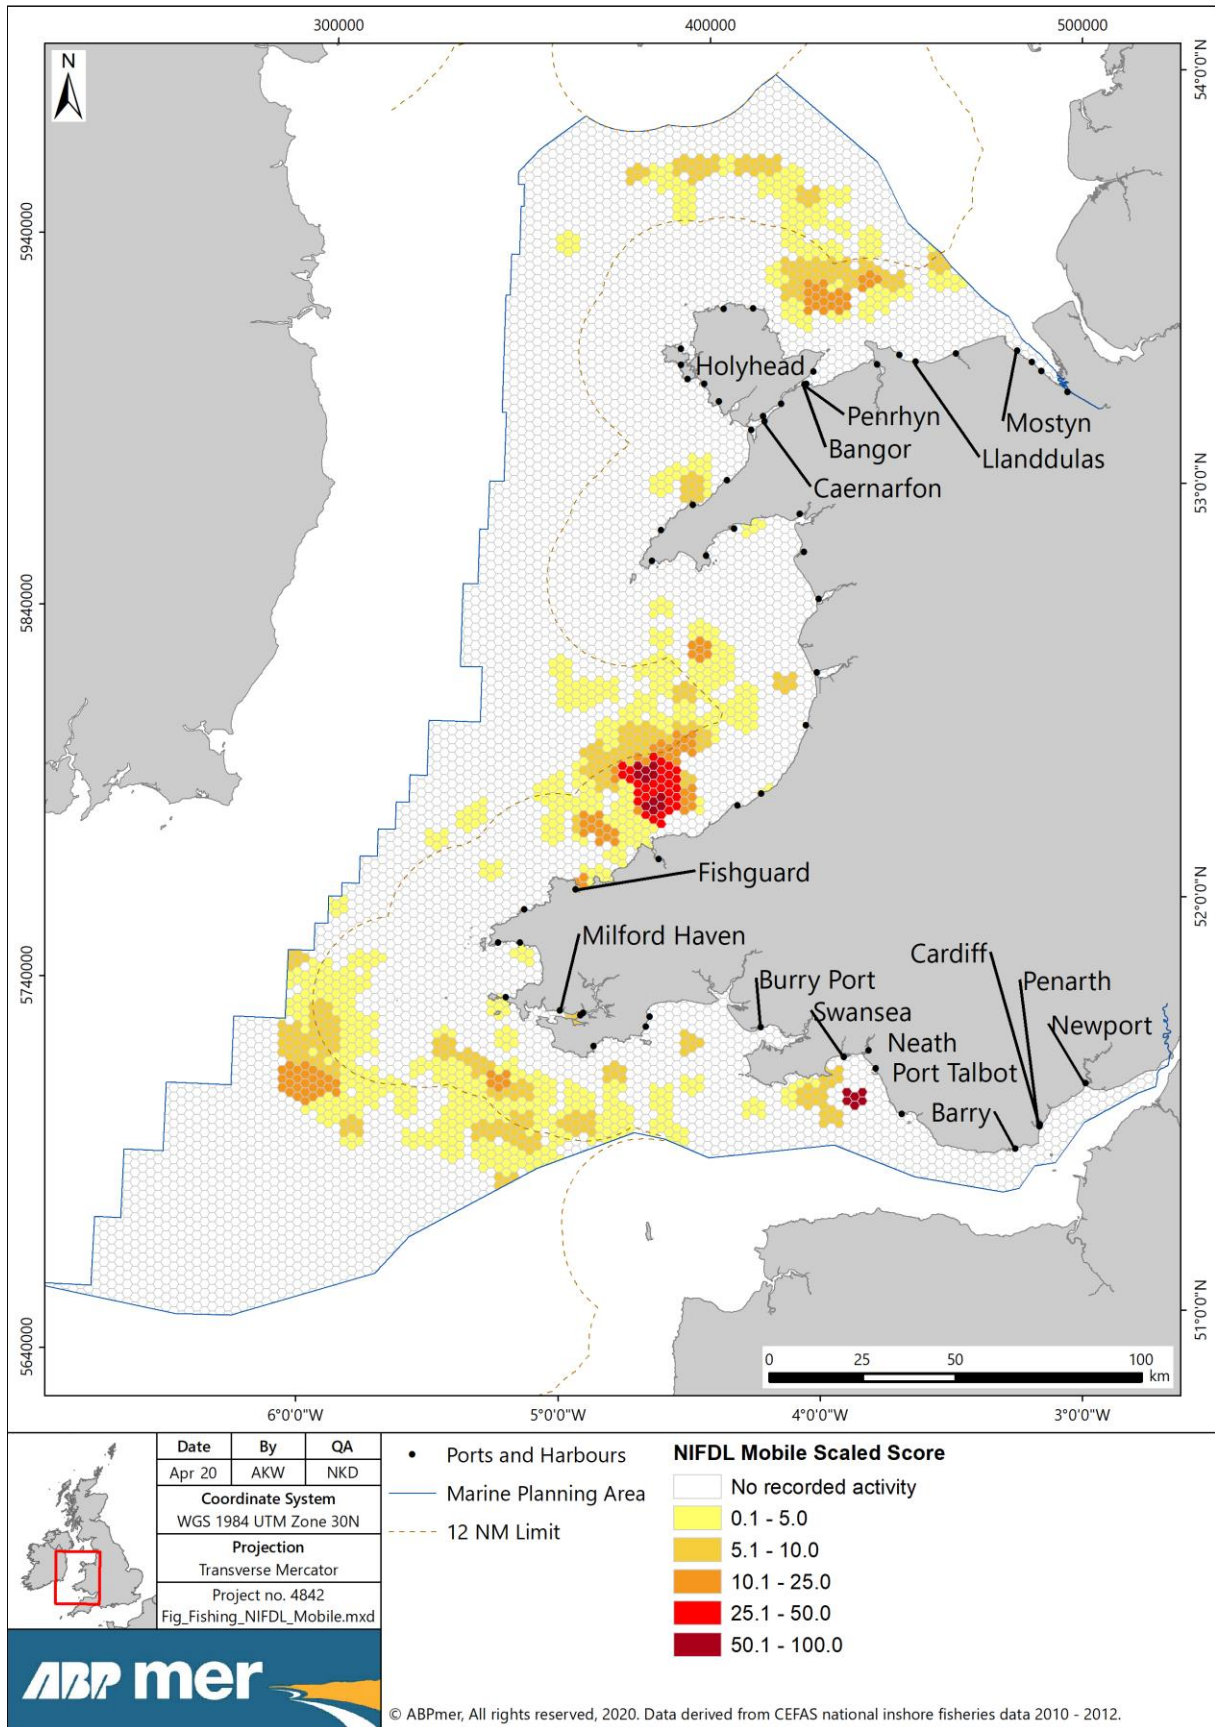 300000
400000
500000
N
54°0'0"N
5940000
Holyhead
Penrhyn
Mostyn
Bangor
Llanddulas
Caernarfon
53°0'0"N
5840000
Fishguard
52°0'0"N
Milford Haven
Cardiff
5740000
Burry Port
Penarth
Swansea
Newport
Neath
Port Talbot
Barry
51°0'0"N
5640000
0 25 50 100
km
6°0'0"W
5°0'0"W
4°0'0"W
3°0'0"W
Date By QA
Apr 20 AKW NKD
Coordinate System
WGS 1984 UTM Zone 30N
Projection
Transverse Mercator
Project no. 4842
Fig_Fishing_NIFDL_Mobile.mxd
ABP mer
Ports and Harbours
Marine Planning Area
12 NM Limit
NIFDL Mobile Scaled Score
No recorded activity
0.1 - 5.0
5.1 - 10.0
10.1 - 25.0
25.1 - 50.0
50.1 - 100.0
© ABPmer, All rights reserved, 2020. Data derived from CEFAS national inshore fisheries data 2010 - 2012.